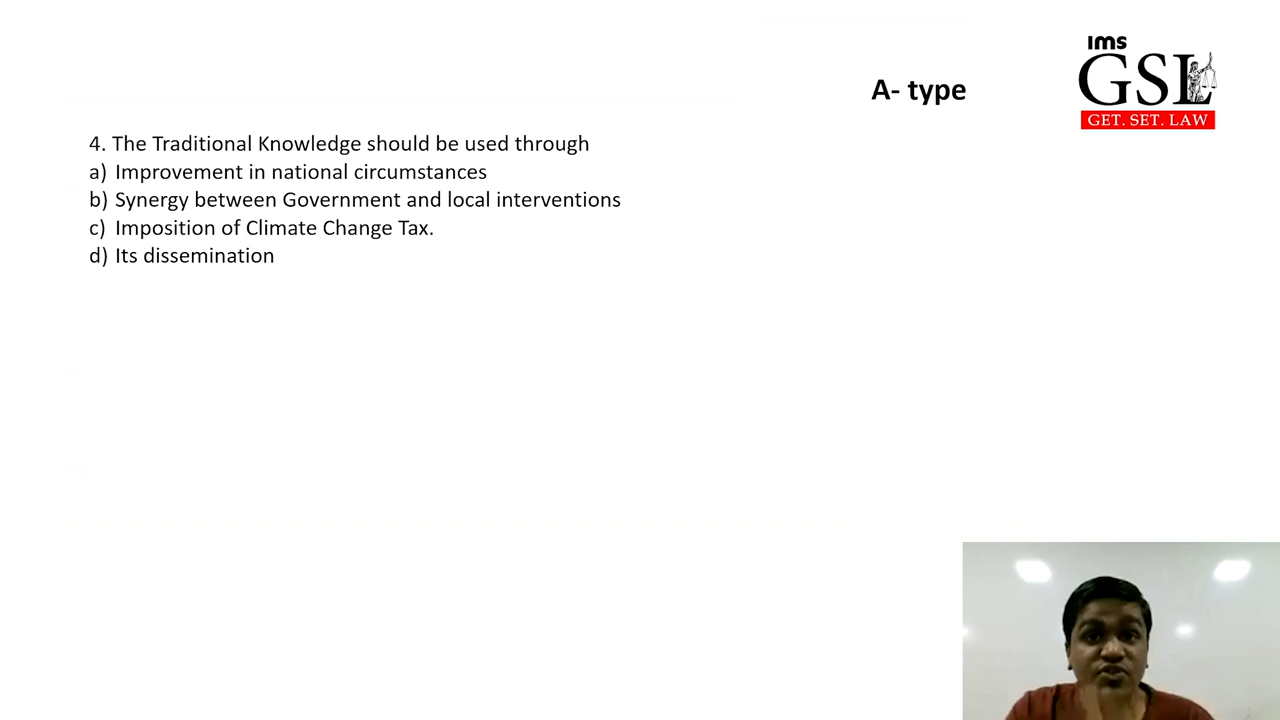 IMS
GSL
GET. SET. LAW
A- type
4. The Traditional Knowledge should be used through
a) Improvement in national circumstances
b) Synergy between Government and local interventions
c) Imposition of Climate Change Tax.
d) Its dissemination